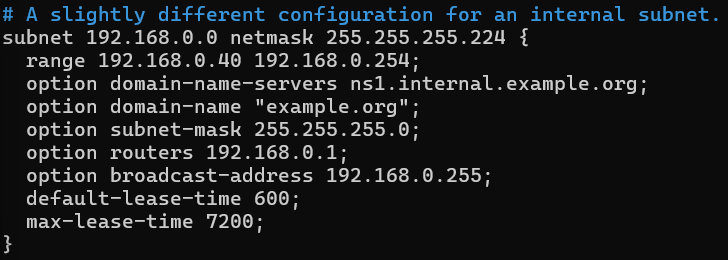 # A slightly different configuration for an internal subnet.
subnet 192.168.0.0 netmask 255.255.255.224 {
  range 192.168.0.40 192.168.0.254;
  option domain-name-servers ns1.internal.example.org;
  option domain-name "example.org";
  option subnet-mask 255.255.255.0;
  option routers 192.168.0.1;
  option broadcast-address 192.168.0.255;
  default-lease-time 600;
  max-lease-time 7200;
}